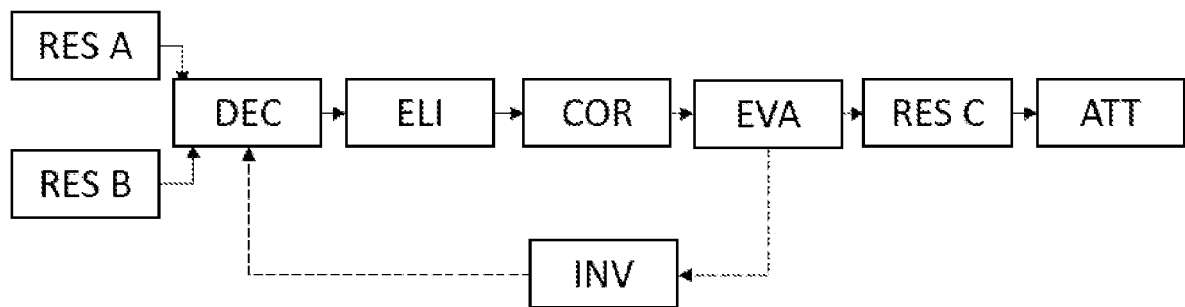 RES A
DEC
ELI
COR
EVA
RES C
ATT
RES B
INV